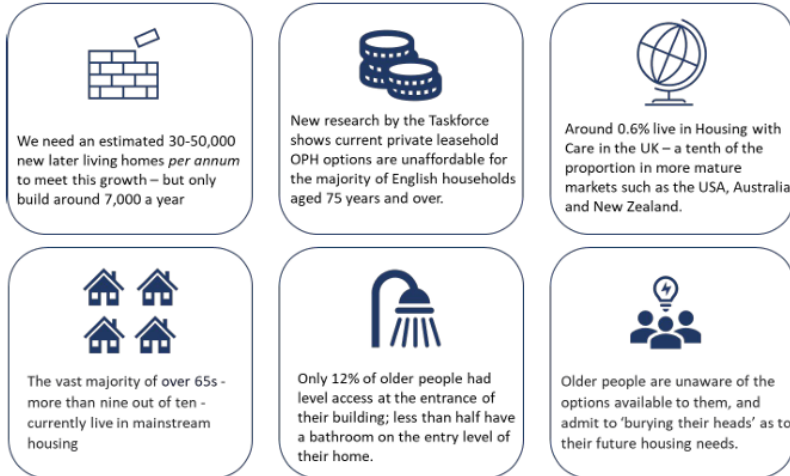 We need an estimated 30-50,000
new later living homes per annum
to meet this growth – but only
build around 7,000 a year
New research by the Taskforce
shows current private leasehold
OPH options are unaffordable for
the majority of English households
aged 75 years and over.
Around 0.6% live in Housing with
Care in the UK – a tenth of the
proportion in more mature
markets such as the USA, Australia
and New Zealand.
The vast majority of over 65s -
more than nine out of ten -
currently live in mainstream
housing
Only 12% of older people had
level access at the entrance of
their building; less than half have
a bathroom on the entry level of
their home.
Older people are unaware of the
options available to them, and
admit to ‘burying their heads’ as to
their future housing needs.